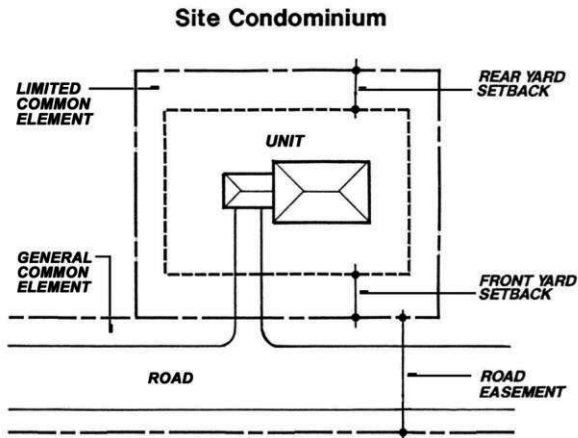 Site Condominium
LIMITED
COMMON
ELEMENT
REAR YARD
SETBACK
UNIT
GENERAL
COMMON
ELEMENT
FRONT YARD
SETBACK
ROAD
ROAD
EASEMENT